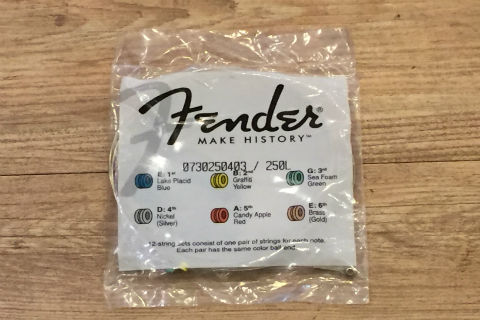 Fender®
MAKE HISTORY™
0730250403 / 250L
E: 1st
Lake Placid
Blue
B: 2nd
Graffiti
Yellow
G: 3rd
Sea Foam
Green
D: 4th
Nickel
(Silver)
A: 5th
Candy Apple
Red
E: 6th
Brass
(Gold)
12-string sets consist of one pair of strings for each note.
Each pair has the same color ball end.